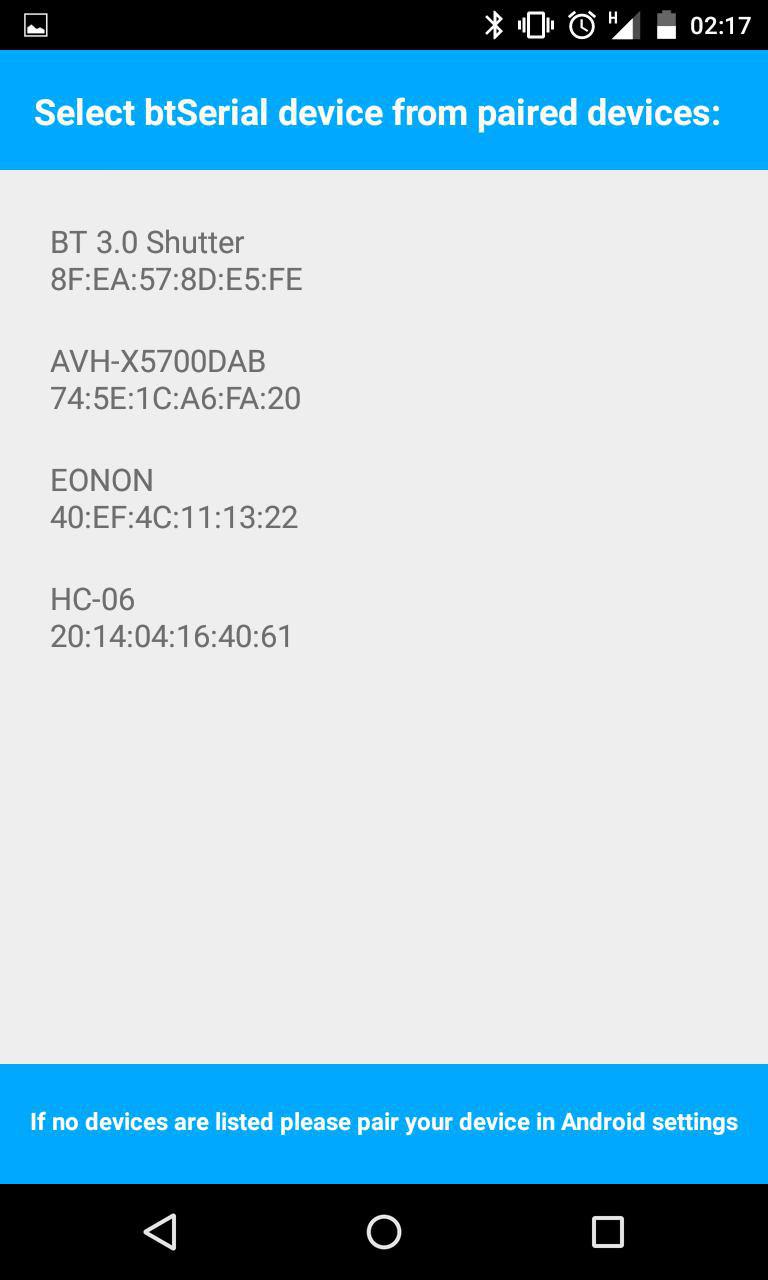 H
02:17
Select btSerial device from paired devices:
BT 3.0 Shutter
8F:EA:57:8D:E5:FE
AVH-X5700DAB
74:5E:1C:A6:FA:20
EONON
40:EF:4C:11:13:22
HC-06
20:14:04:16:40:61
If no devices are listed please pair your device in Android settings